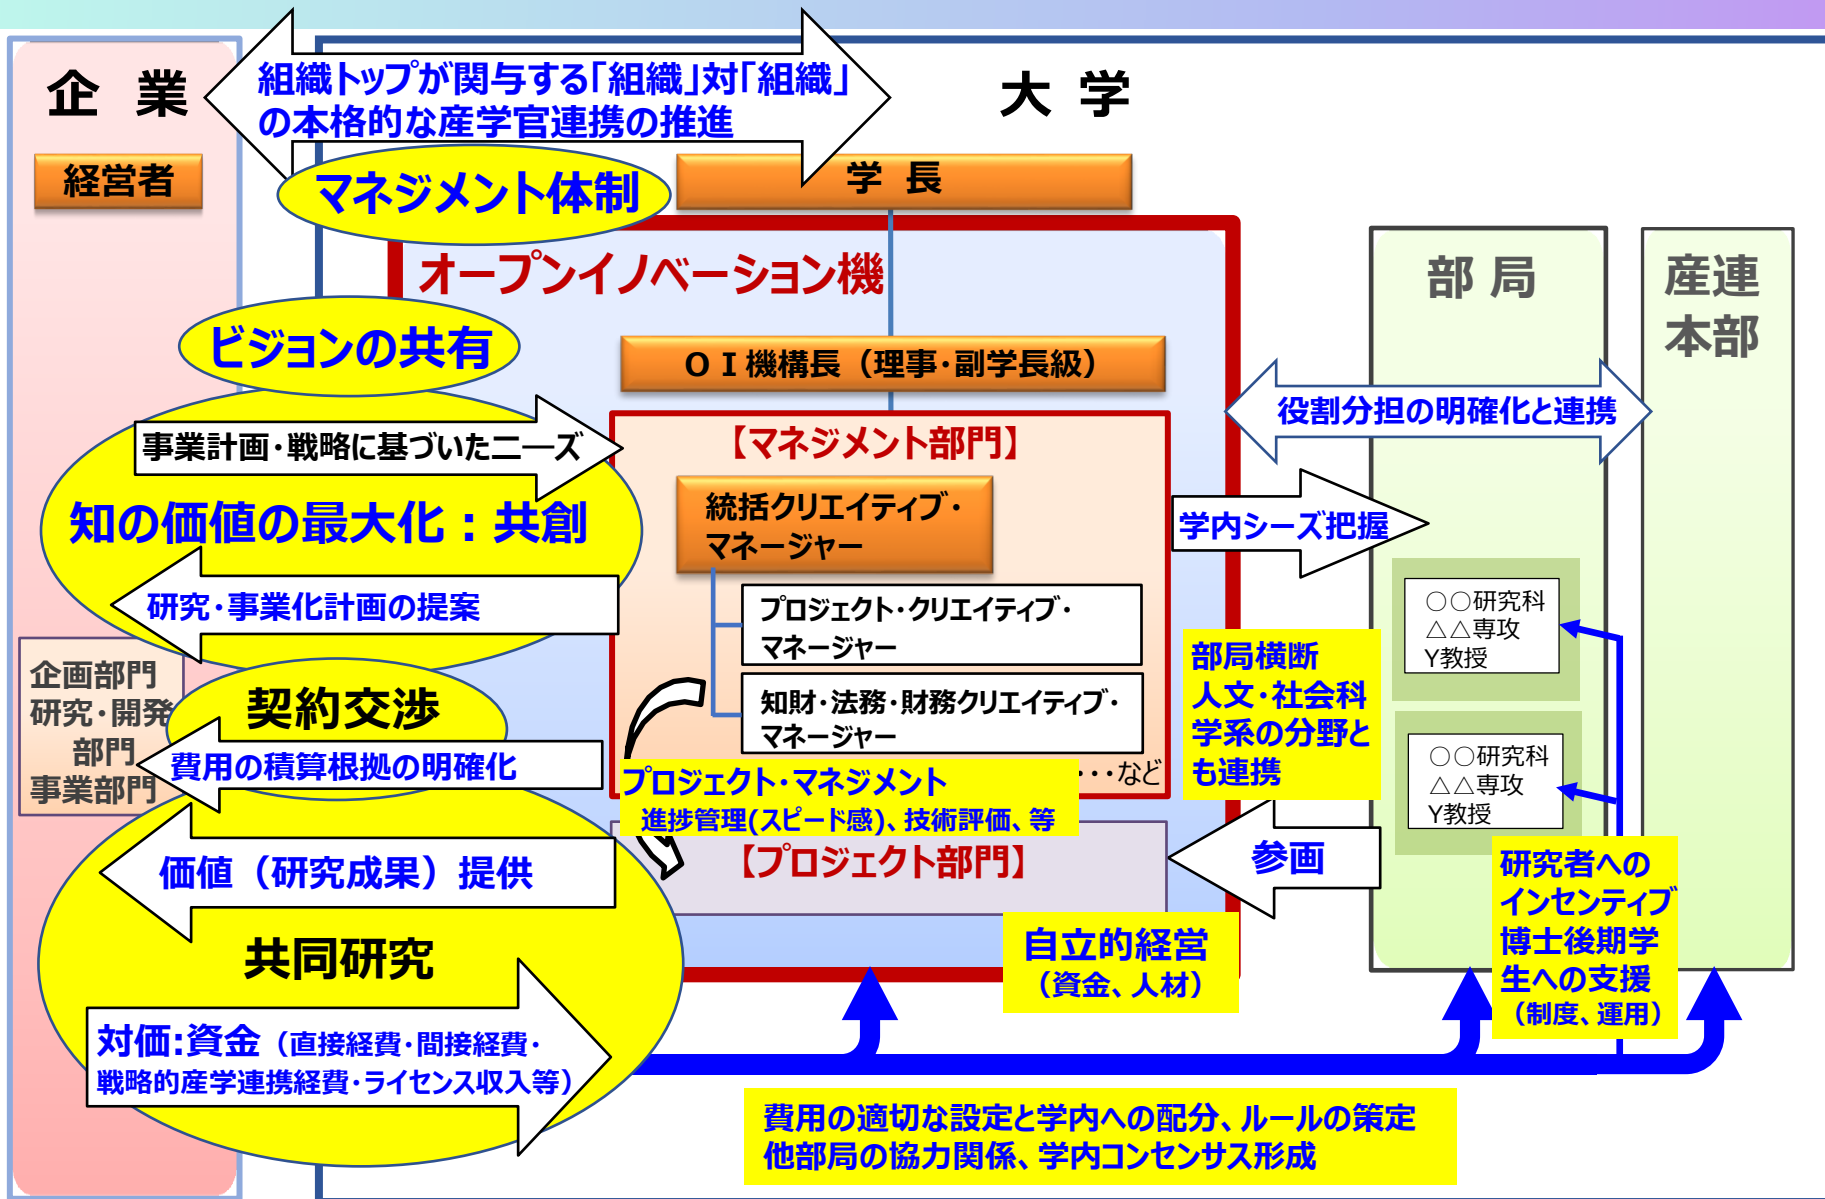 企 業
組織トップが関与する｢組織｣対｢組織｣
の本格的な産学官連携の推進
大 学
経営者
マネジメント体制
学 長
オープンイノベーション機
部 局
産連
本部
ビジョンの共有
ＯＩ機構長（理事･副学長級）
役割分担の明確化と連携
事業計画･戦略に基づいたニーズ
【マネジメント部門】
知の価値の最大化：共創
統括クリエイティブ・
マネージャー
学内シーズ把握
研究･事業化計画の提案
プロジェクト･クリエイティブ･
マネージャー
○○研究科
△△専攻
Y教授
部局横断
人文･社会科
学系の分野と
も連携
企画部門
研究･開発
部門
事業部門
契約交渉
知財･法務･財務クリエイティブ･
マネージャー
費用の積算根拠の明確化
・・・など
○○研究科
△△専攻
Y教授
プロジェクト･マネジメント
進捗管理(スピード感)、技術評価、等
【プロジェクト部門】
価値（研究成果）提供
参画
研究者への
インセンティブ
博士後期学
生への支援
（制度、運用）
共同研究
自立的経営
（資金、人材）
対価:資金（直接経費･間接経費･
戦略的産学連携経費･ライセンス収入等）
費用の適切な設定と学内への配分、ルールの策定
他部局の協力関係、学内コンセンサス形成